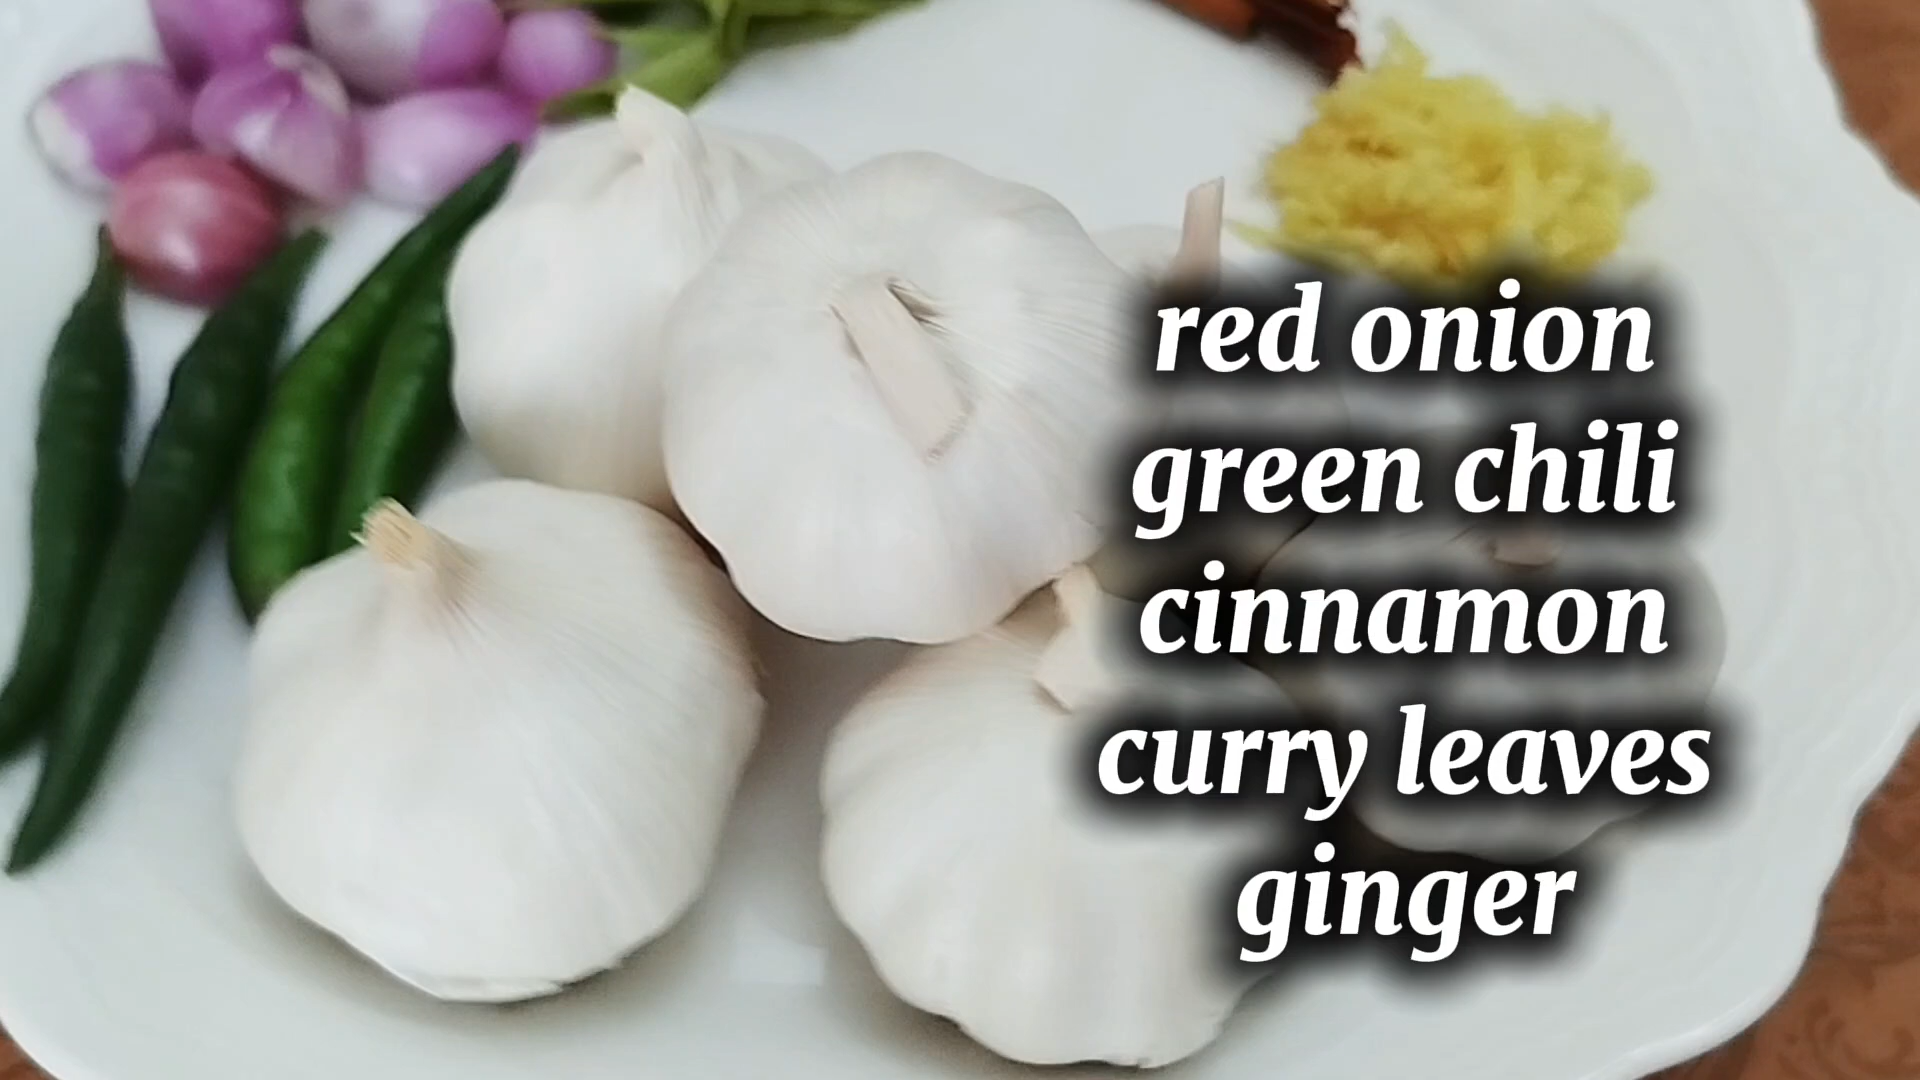 red onion
green chili
cinnamon
curry leaves
ginger